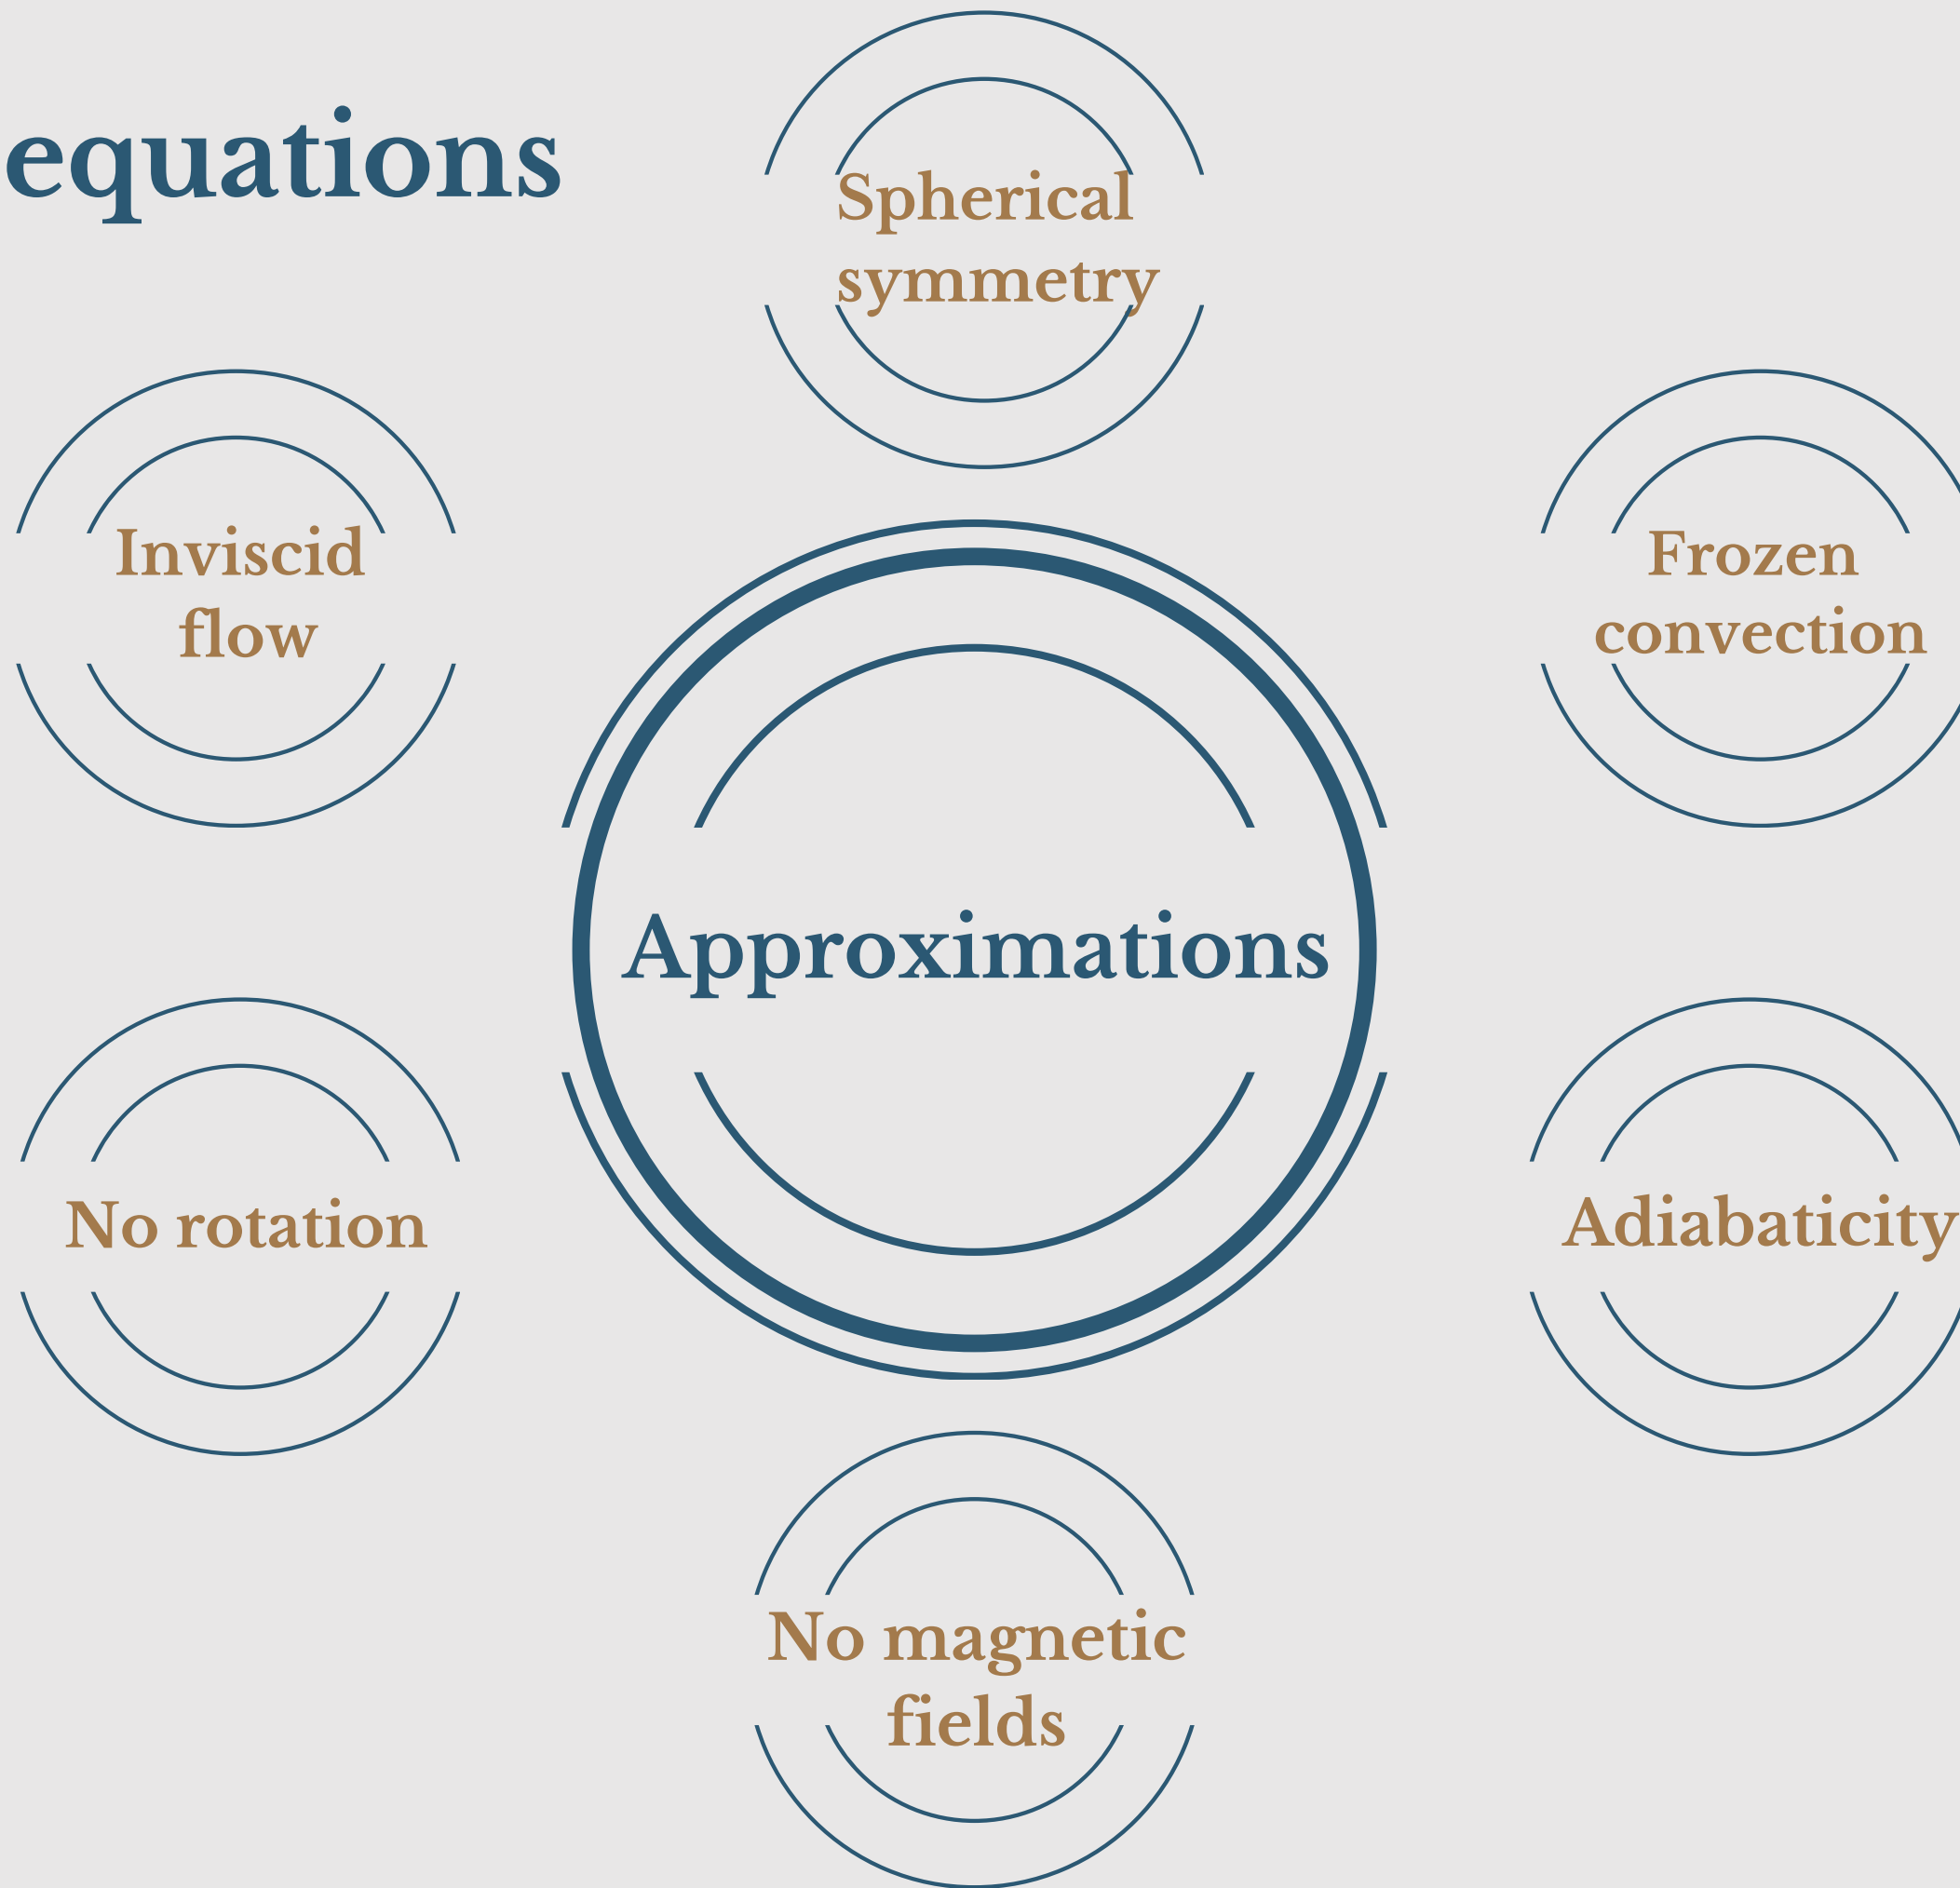 equations
Spherical
symmetry
Inviscid
flow
Frozen
convection
Approximations
No rotation
Adiabaticity
No magnetic
fields